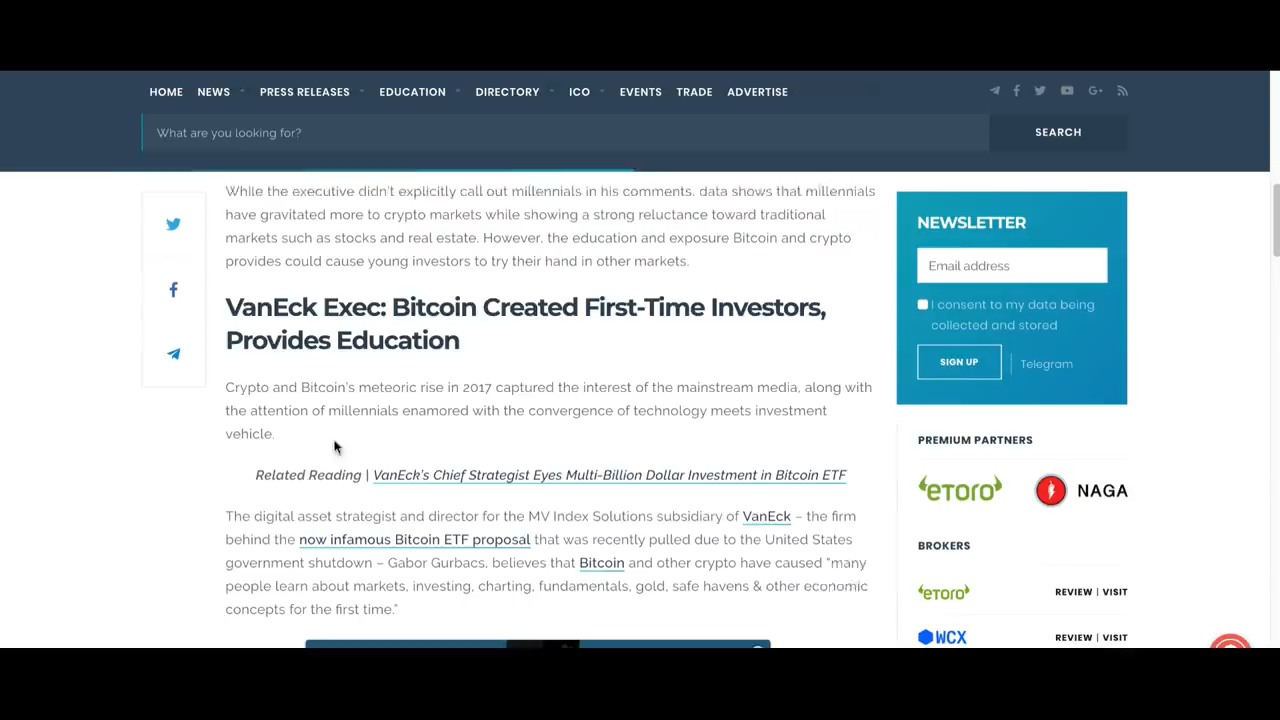 HOME NEWS PRESS RELEASES EDUCATION DIRECTORY ICO EVENTS TRADE ADVERTISE
What are you looking for?
SEARCH
While the executive didn't explicitly call out millennials in his comments, data shows that millennials
have gravitated more to crypto markets while showing a strong reluctance toward traditional
markets such as stocks and real estate. However, the education and exposure Bitcoin and crypto
provides could cause young investors to try their hand in other markets.
VanEck Exec: Bitcoin Created First-Time Investors,
Provides Education
Crypto and Bitcoin's meteoric rise in 2017 captured the interest of the mainstream media, along with
the attention of millennials enamored with the convergence of technology meets investment
vehicle.
Related Reading | VanEck's Chief Strategist Eyes Multi-Billion Dollar Investment in Bitcoin ETF
The digital asset strategist and director for the MV Index Solutions subsidiary of VanEck – the firm
behind the now infamous Bitcoin ETF proposal that was recently pulled due to the United States
government shutdown – Gabor Gurbacs, believes that Bitcoin and other crypto have caused "many
people learn about markets, investing, charting, fundamentals, gold, safe havens & other economic
concepts for the first time."
NEWSLETTER
Email address
I consent to my data being
collected and stored
SIGN UP
Telegram
PREMIUM PARTNERS
eToro
NAGA
BROKERS
eToro REVIEW | VISIT
WCX REVIEW | VISIT